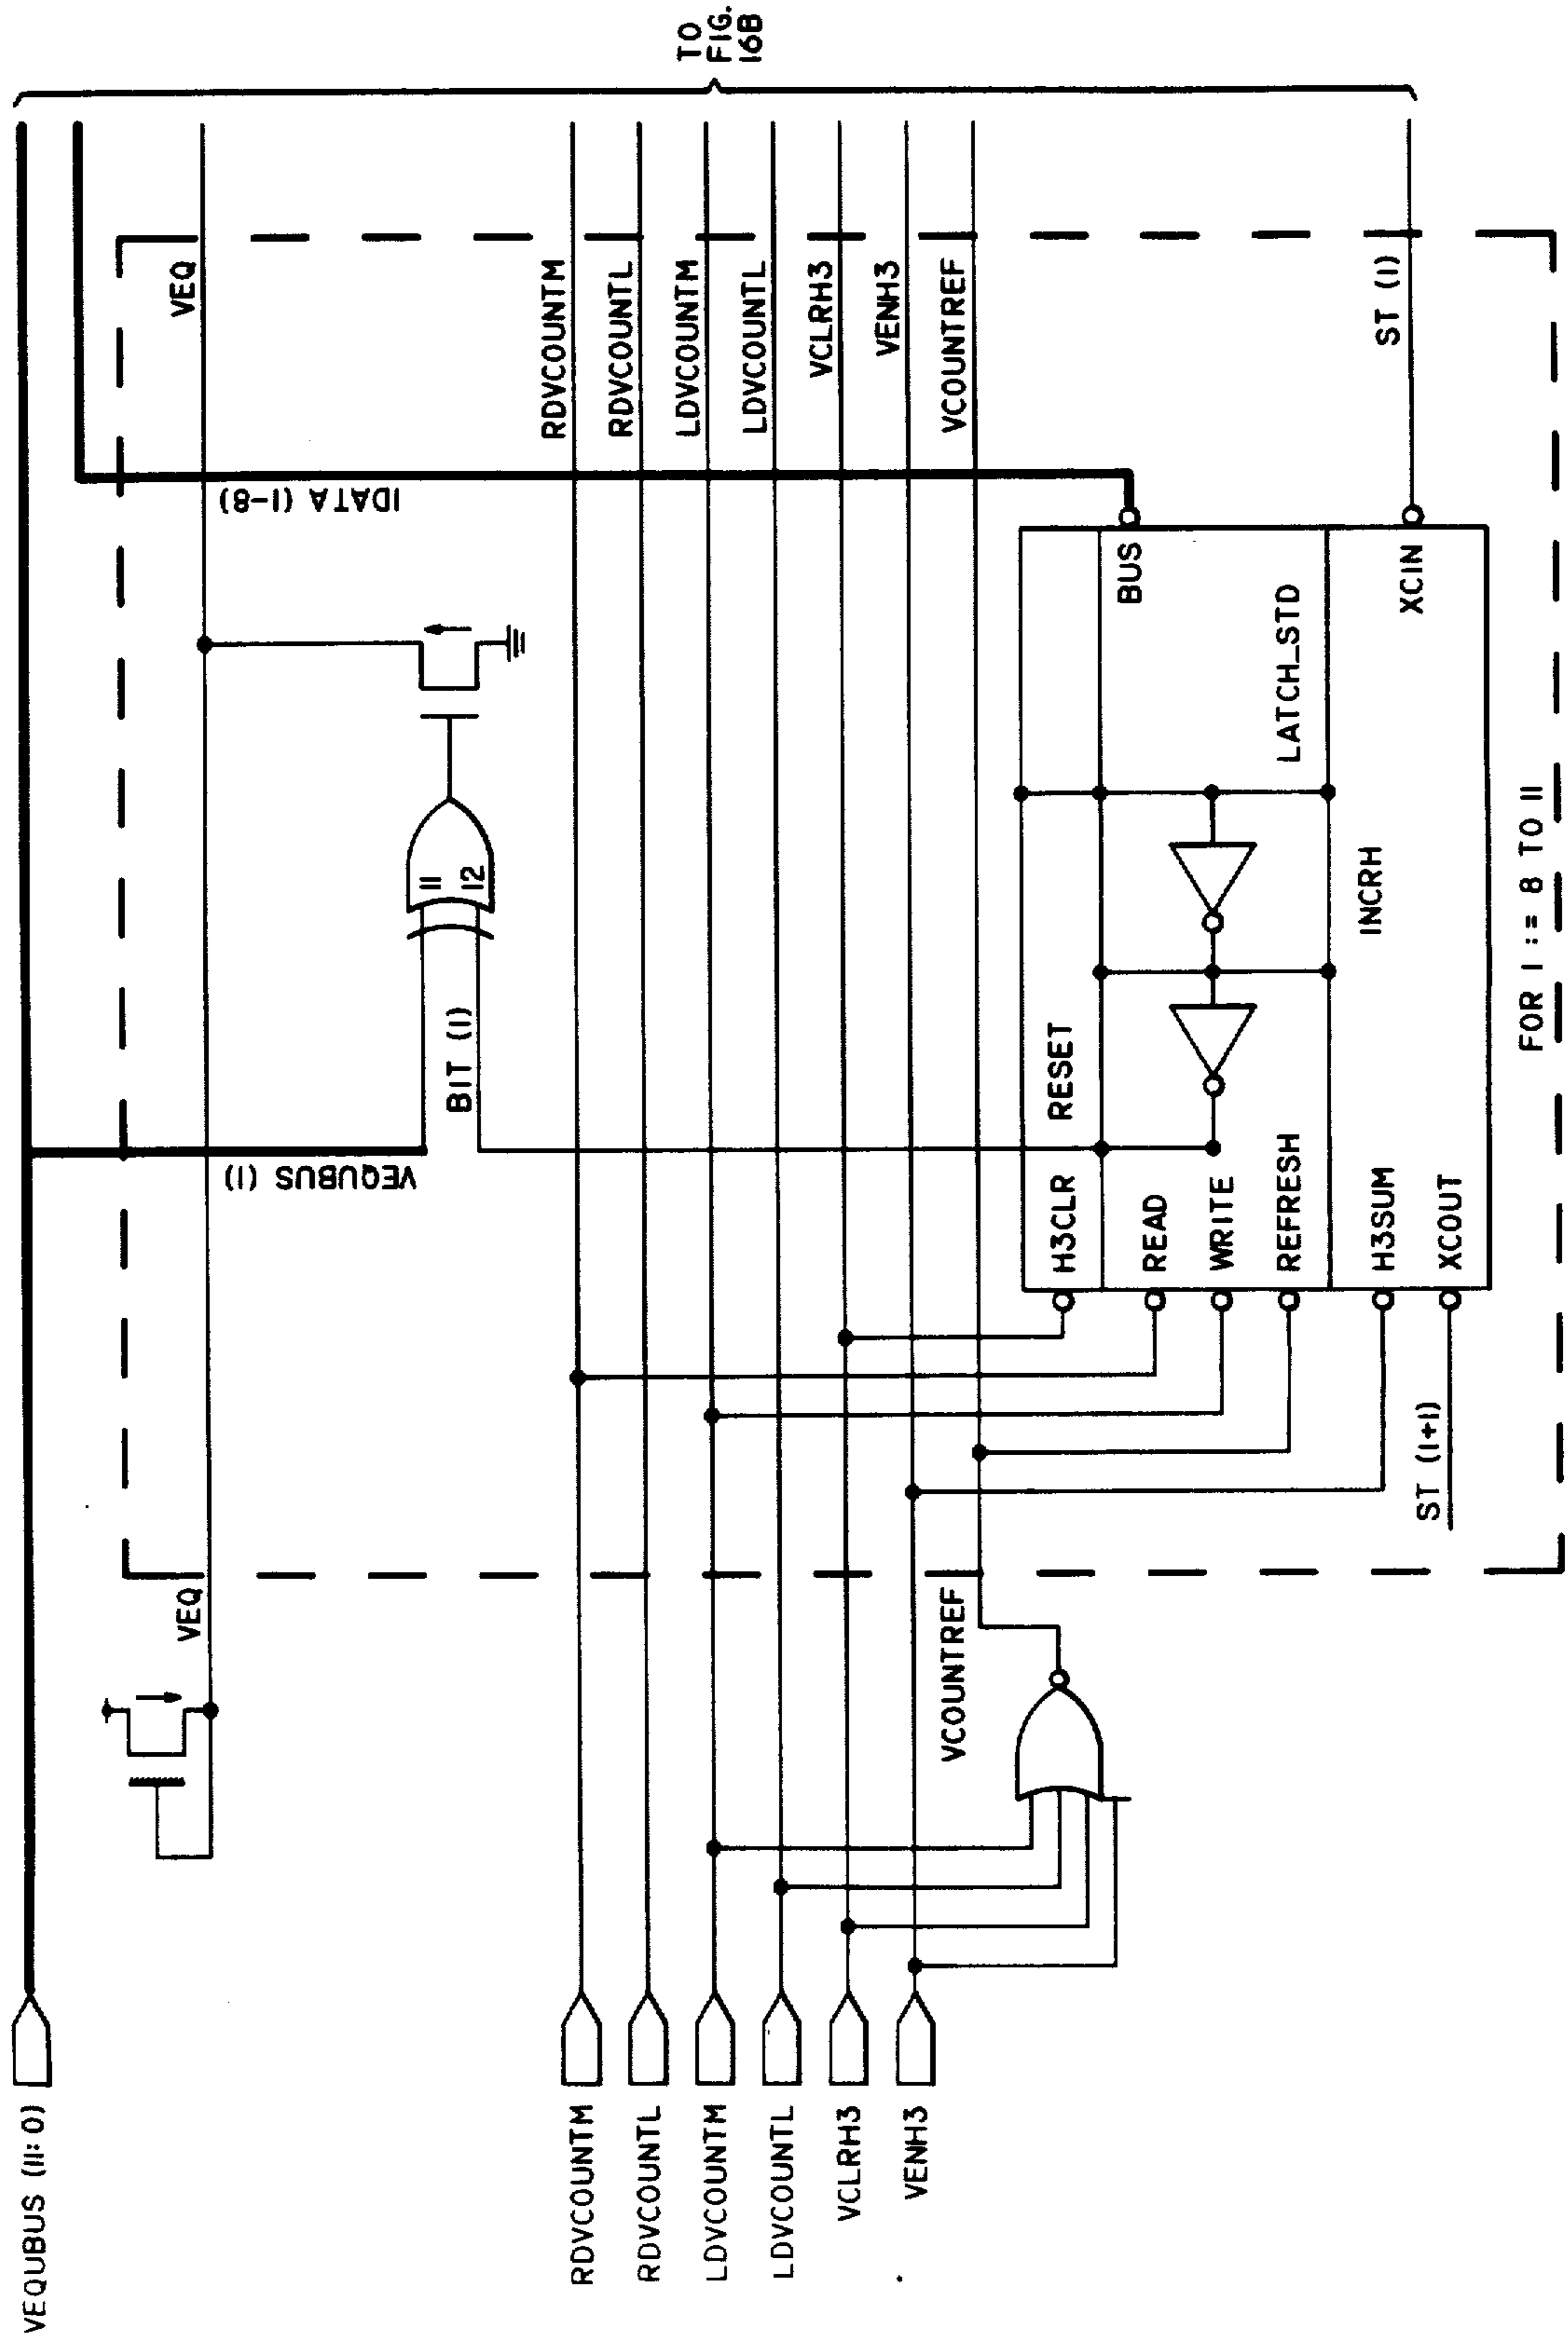 VEQUBUS (11:0)
RDVCOUNTM
RDVCOUNTL
LDVCOUNTM
LDVCOUNTL
VCLRH3
VENH3
VEQ
VCOUNTREF
VEQUBUS (I)
BIT (I)
11
12
IDATA (I-8)
VEQ
RDVCOUNTM
RDVCOUNTL
LDVCOUNTM
LDVCOUNTL
VCLRH3
VENH3
VCOUNTREF
H3CLR
RESET
READ
WRITE
REFRESH
BUS
LATCH_STD
H3SUM
INCRH
XCOUT
XCIN
ST (I+1)
ST (I)
FOR I := 8 TO 11
TO
FIG.
16B